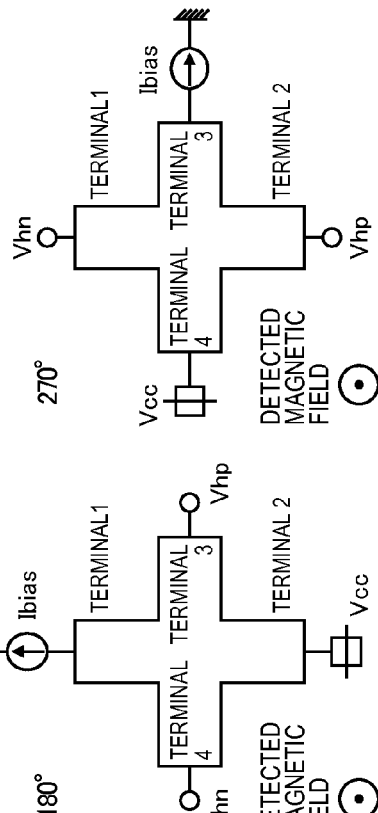 270°
Vhn
TERMINAL1
Ibias
TERMINAL
4
TERMINAL
3
Vcc
TERMINAL 2
Vhp
DETECTED
MAGNETIC
FIELD
180°
Ibias
TERMINAL1
Vhp
TERMINAL
4
TERMINAL
3
TERMINAL 2
Vcc